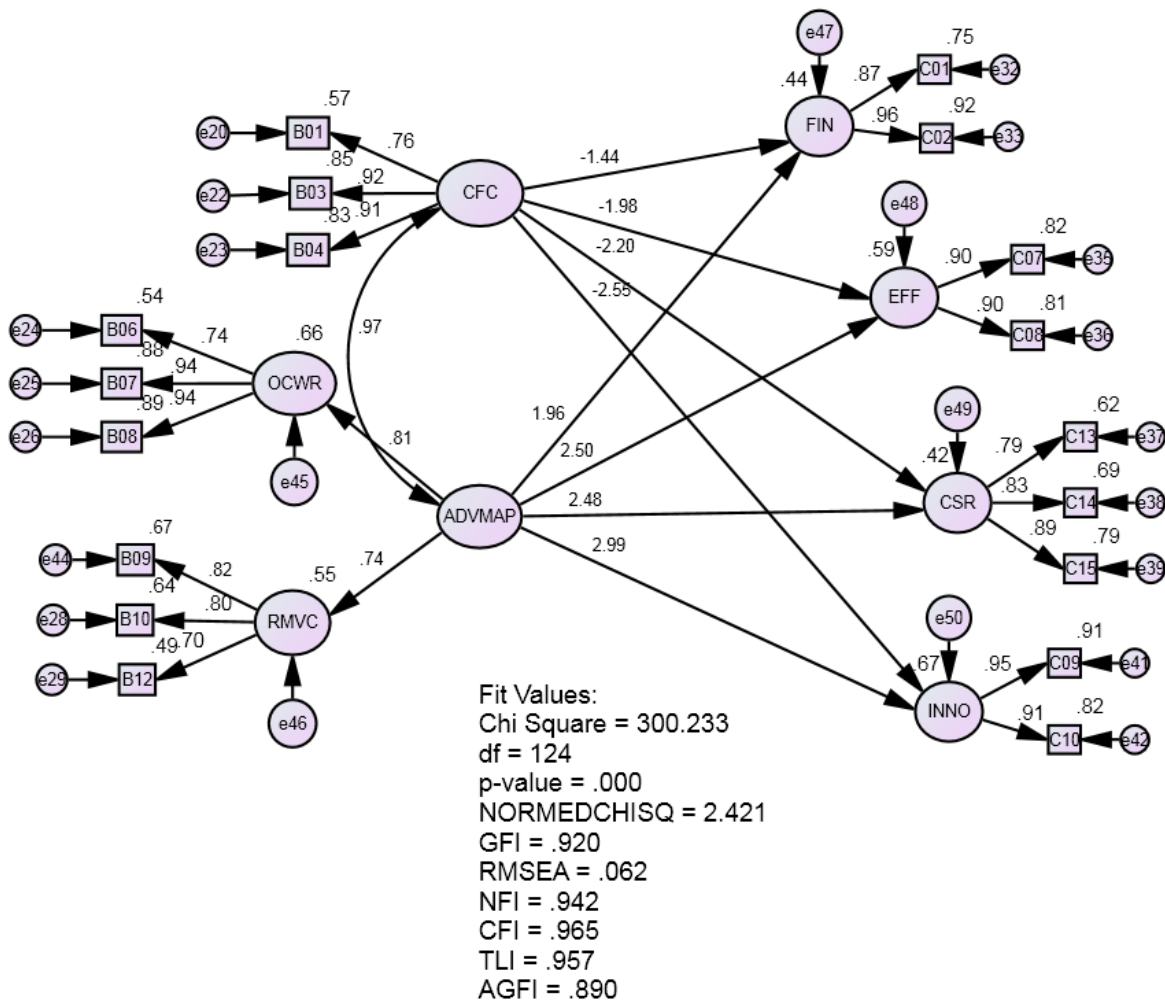 e47
.75
.44
.87
C01
e32
.57
FIN
.92
e20
B01
.76
.96
C02
e33
-1.44
.85
e22
B03
.92
CFC
-1.98
e48
.83
.91
-2.20
.82
e23
B04
.59
.90
C07
e35
-2.55
EFF
.54
.97
.90
.81
e24
B06
.74
.66
C08
e36
.88
e25
B07
.94
OCWR
.89
.94
1.96
e49
.62
e26
B08
.81
2.50
.79
C13
e37
.42
.69
e45
2.48
.83
C14
e38
ADVMAP
CSR
.67
.89
.79
e44
B09
.74
2.99
C15
e39
.82
.55
.64
e28
B10
.80
RMVC
e50
.91
.49
.70
.67
.95
C09
e41
e29
B12
INNO
.82
e46
.91
C10
e42
Fit Values:
Chi Square = 300.233
df = 124
p-value = .000
NORMEDCHISQ = 2.421
GFI = .920
RMSEA = .062
NFI = .942
CFI = .965
TLI = .957
AGFI = .890